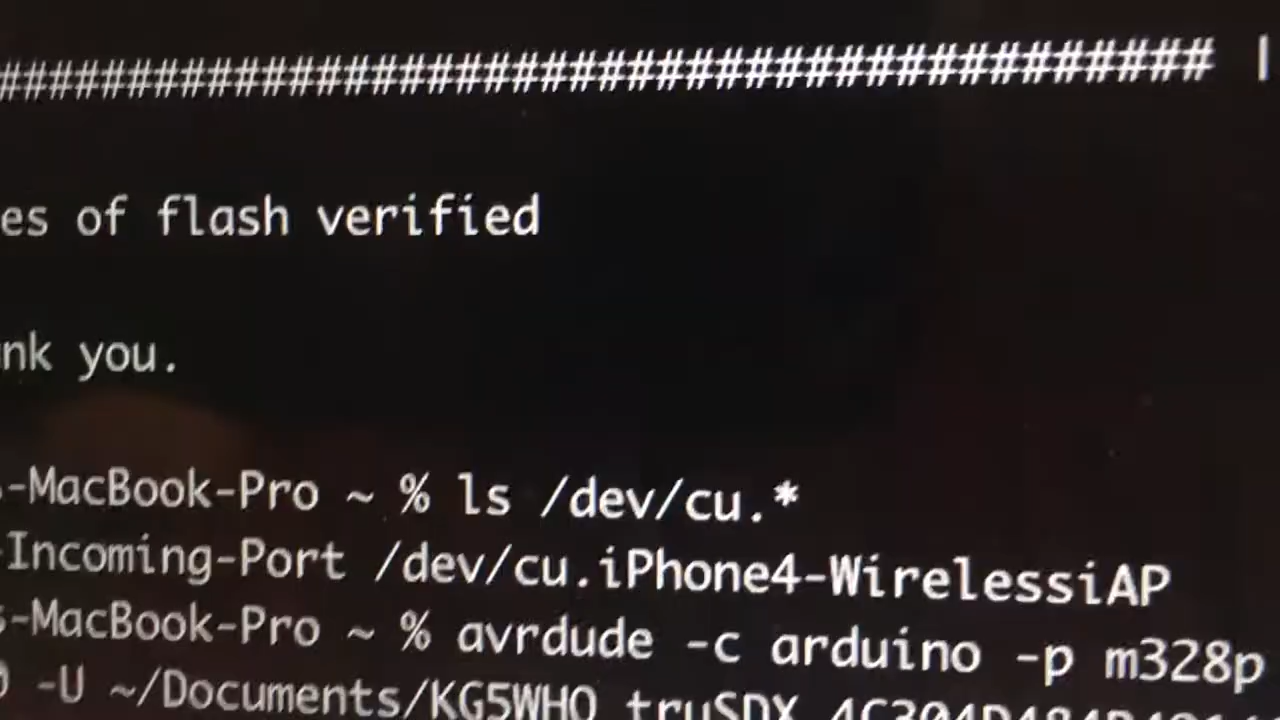 ################################################ |
es of flash verified
nk you.
-MacBook-Pro ~ % ls /dev/cu.*
-Incoming-Port /dev/cu.iPhone4-WirelessiAP
-MacBook-Pro ~ % avrdude -c arduino -p m328p
-U ~/Documents/KG5WHO truSDX